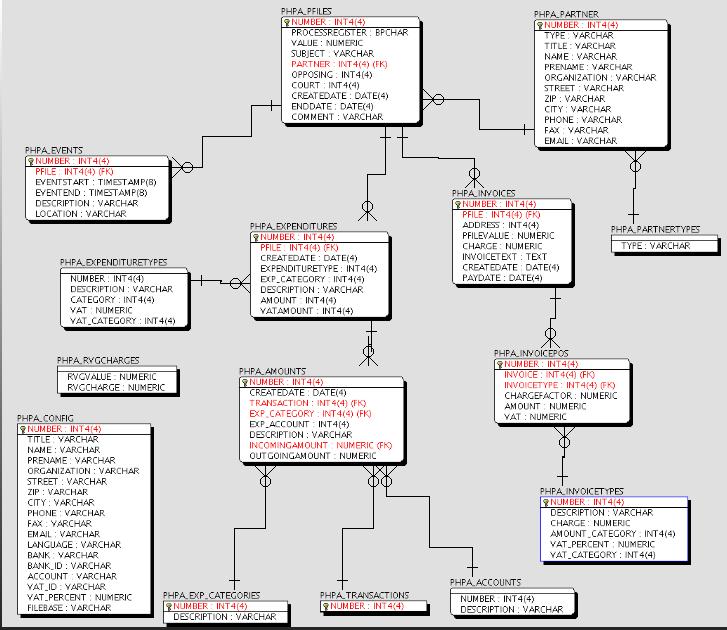 PHPA_PFILES
NUMBER : INT4(4)
PROCESSREGISTER : BPCHAR
VALUE : NUMERIC
SUBJECT : VARCHAR
PARTNER : INT4(4) (FK)
OPPOSING : INT4(4)
COURT : INT4(4)
CREATEDATE : DATE(4)
ENDDATE : DATE(4)
COMMENT : VARCHAR
PHPA_PARTNER
NUMBER : INT4(4)
TYPE : VARCHAR
TITLE : VARCHAR
NAME : VARCHAR
PRENAME : VARCHAR
ORGANIZATION : VARCHAR
STREET : VARCHAR
ZIP : VARCHAR
CITY : VARCHAR
PHONE : VARCHAR
FAX : VARCHAR
EMAIL : VARCHAR
PHPA_EVENTS
NUMBER : INT4(4)
PFILE : INT4(4) (FK)
EVENTSTART : TIMESTAMP(8)
EVENTEND : TIMESTAMP(8)
DESCRIPTION : VARCHAR
LOCATION : VARCHAR
PHPA_INVOICES
NUMBER : INT4(4)
PFILE : INT4(4) (FK)
ADDRESS : INT4(4)
PFILEVALUE : NUMERIC
CHARGE : NUMERIC
INVOICETEXT : TEXT
CREATEDATE : DATE(4)
PAYDATE : DATE(4)
PHPA_PARTNERTYPES
TYPE : VARCHAR
PHPA_EXPENDITURES
NUMBER : INT4(4)
PFILE : INT4(4) (FK)
CREATEDATE : DATE(4)
EXPENDITURETYPE : INT4(4)
EXP_CATEGORY : INT4(4)
DESCRIPTION : VARCHAR
AMOUNT : INT4(4)
VATAMOUNT : INT4(4)
PHPA_EXPENDITURETYPES
NUMBER : INT4(4)
DESCRIPTION : VARCHAR
CATEGORY : INT4(4)
VAT : NUMERIC
VAT_CATEGORY : INT4(4)
PHPA_RVGCHARGES
RVGVALUE : NUMERIC
RVGCHARGE : NUMERIC
PHPA_AMOUNTS
NUMBER : INT4(4)
CREATEDATE : DATE(4)
TRANSACTION : INT4(4) (FK)
EXP_CATEGORY : INT4(4) (FK)
EXP_ACCOUNT : INT4(4)
DESCRIPTION : VARCHAR
INCOMINGAMOUNT : NUMERIC (FK)
OUTGOINGAMOUNT : NUMERIC
PHPA_INVOICEPOS
NUMBER : INT4(4)
INVOICE : INT4(4) (FK)
INVOICETYPE : INT4(4) (FK)
CHARGEFACTOR : NUMERIC
AMOUNT : NUMERIC
VAT : NUMERIC
PHPA_CONFIG
NUMBER : INT4(4)
TITLE : VARCHAR
NAME : VARCHAR
PRENAME : VARCHAR
ORGANIZATION : VARCHAR
STREET : VARCHAR
ZIP : VARCHAR
CITY : VARCHAR
PHONE : VARCHAR
FAX : VARCHAR
EMAIL : VARCHAR
LANGUAGE : VARCHAR
BANK : VARCHAR
BANK_ID : VARCHAR
ACCOUNT : VARCHAR
VAT_ID : VARCHAR
VAT_PERCENT : NUMERIC
FILEBASE : VARCHAR
PHPA_INVOICETYPES
NUMBER : INT4(4)
DESCRIPTION : VARCHAR
CHARGE : NUMERIC
AMOUNT_CATEGORY : INT4(4)
VAT_PERCENT : NUMERIC
VAT_CATEGORY : INT4(4)
PHPA_EXP_CATEGORIES
NUMBER : INT4(4)
DESCRIPTION : VARCHAR
PHPA_TRANSACTIONS
NUMBER : INT4(4)
PHPA_ACCOUNTS
NUMBER : INT4(4)
DESCRIPTION : VARCHAR